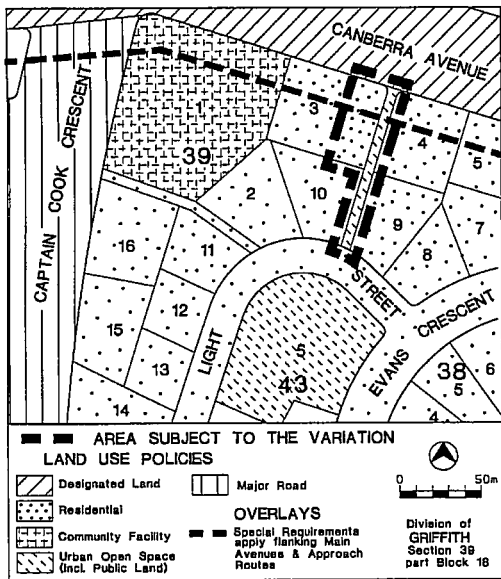 CANBERRA AVENUE
CAPTAIN COOK CRESCENT
1
39
3
4
5
2
10
9
8
7
16
11
15
12
13
14
LIGHT
STREET
EVANS
CRESCENT
5
43
38
5
6
4
AREA SUBJECT TO THE VARIATION
LAND USE POLICIES
Designated Land
Residential
Community Facility
Urban Open Space
(Incl. Public Land)
Major Road
OVERLAYS
Special Requirements
apply flanking Main
Avenues & Approach
Routes
0
50m
Division of
GRIFFITH
Section 39
part Block 18